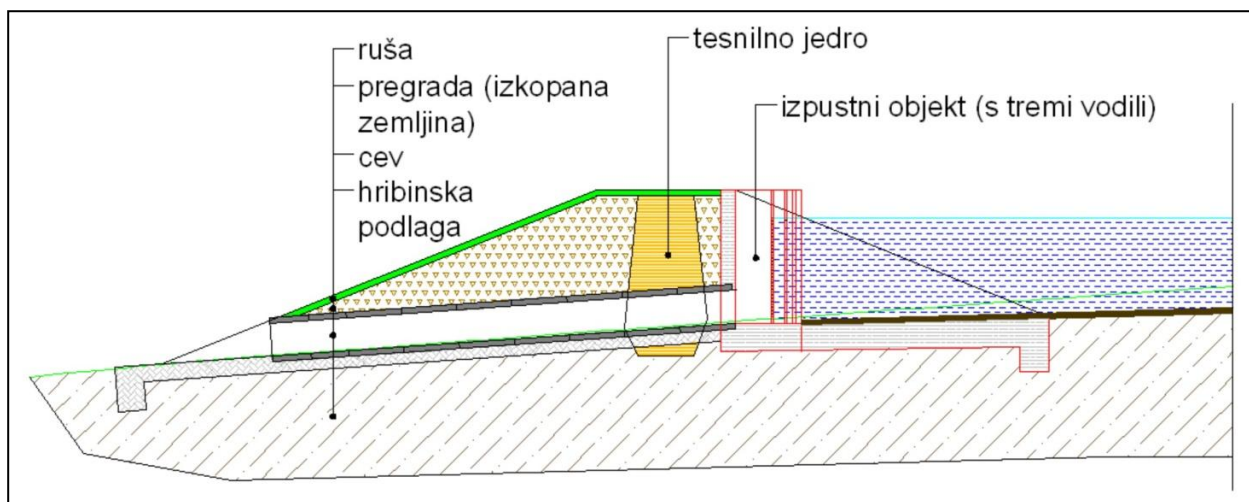 ruša
pregrada (izkopana
zemljina)
cev
hribinska
podlaga
tesnilno jedro
izpustni objekt (s tremi vodili)